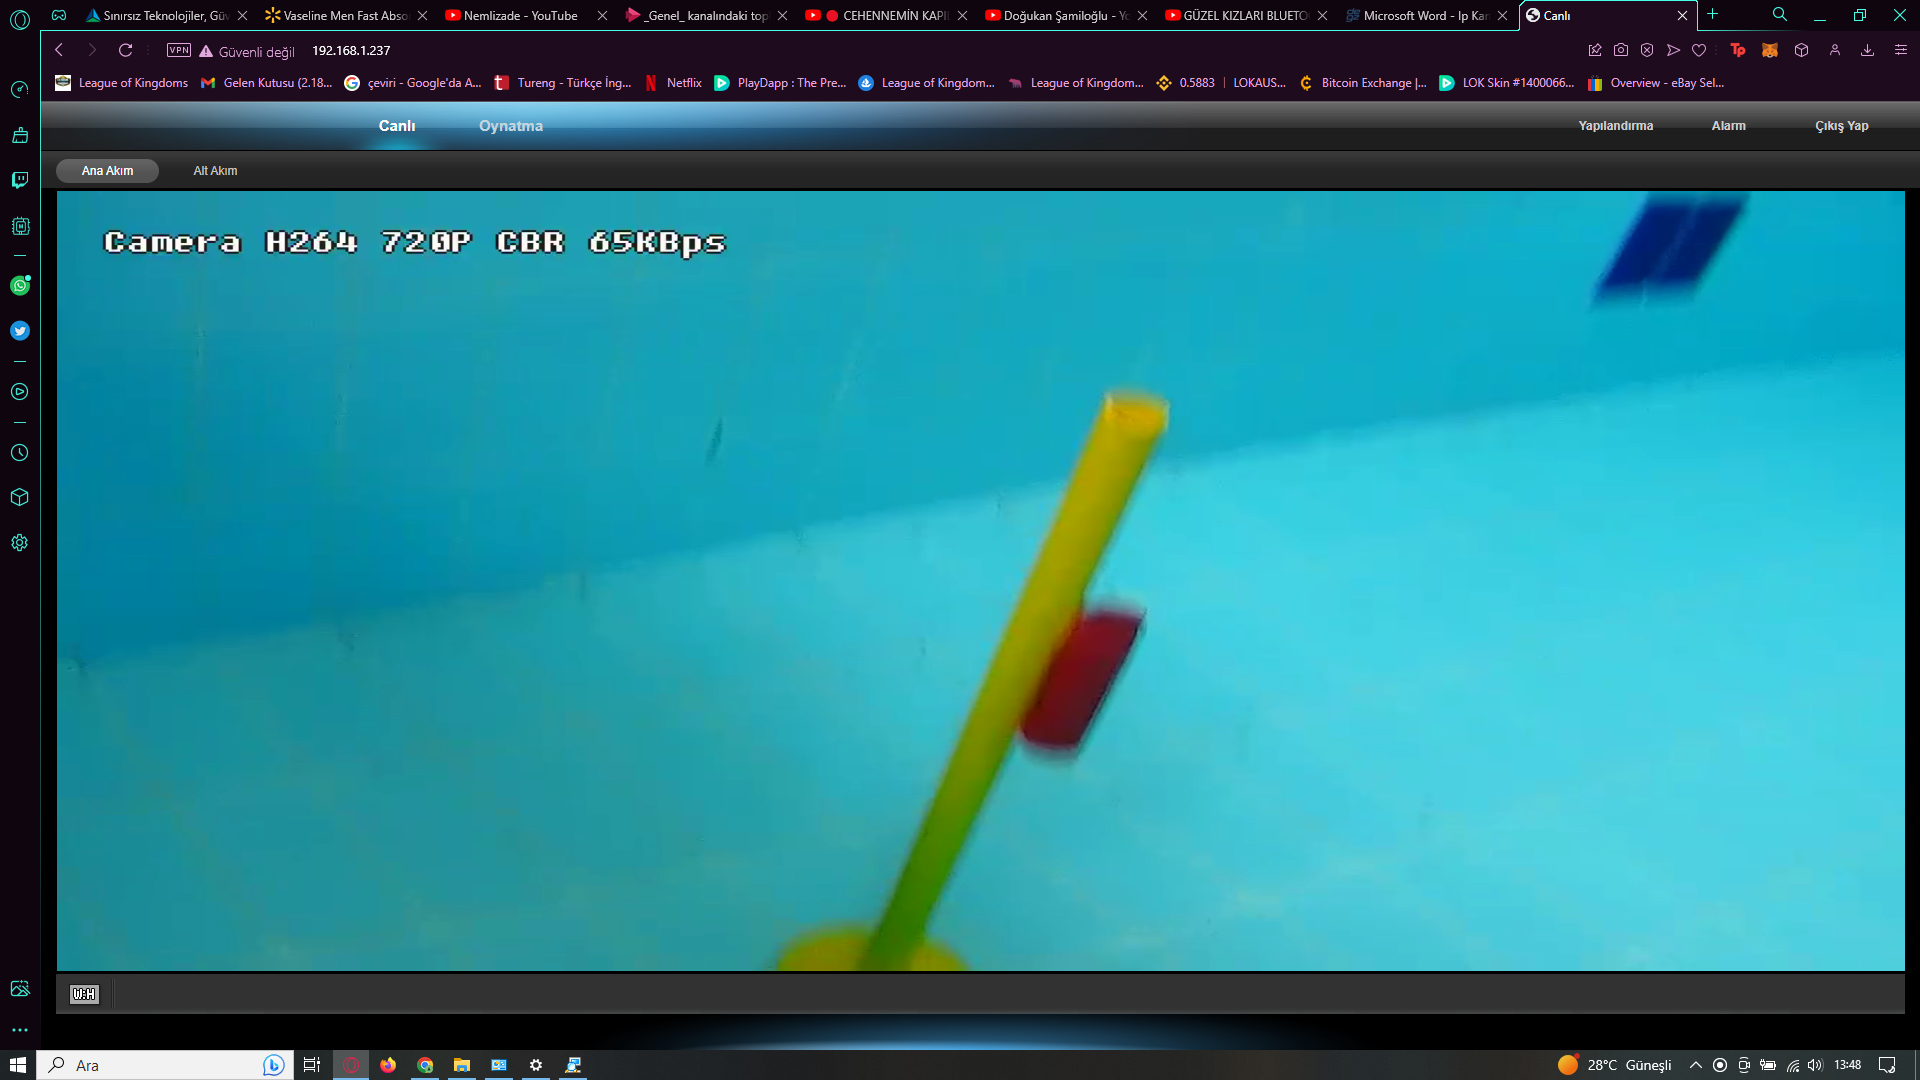 Sınırsız Teknolojiler, Güv
Vaseline Men Fast Abso
Nemlizade - YouTube
_Genel_ kanalındaki top
CEHENNEMİN KAPI
Doğukan Şamiloğlu - Yo
GÜZEL KIZLARI BLUETO
Microsoft Word - Ip Kar
Canlı
VPN Güvenli değil 192.168.1.237
Tp
League of Kingdoms
Gelen Kutusu (2.18...
çeviri - Google'da A...
Tureng - Türkçe İng...
Netflix
PlayDapp : The Pre...
League of Kingdom...
League of Kingdom...
0.5883 | LOKAUS...
Bitcoin Exchange |...
LOK Skin #1400066...
Overview - eBay Sel...
Canlı Oynatma Yapılandırma Alarm Çıkış Yap
Ana Akım Alt Akım
Camera H264 720P CBR 65KBps
W:H
Ara
28°C Güneşli
13:48